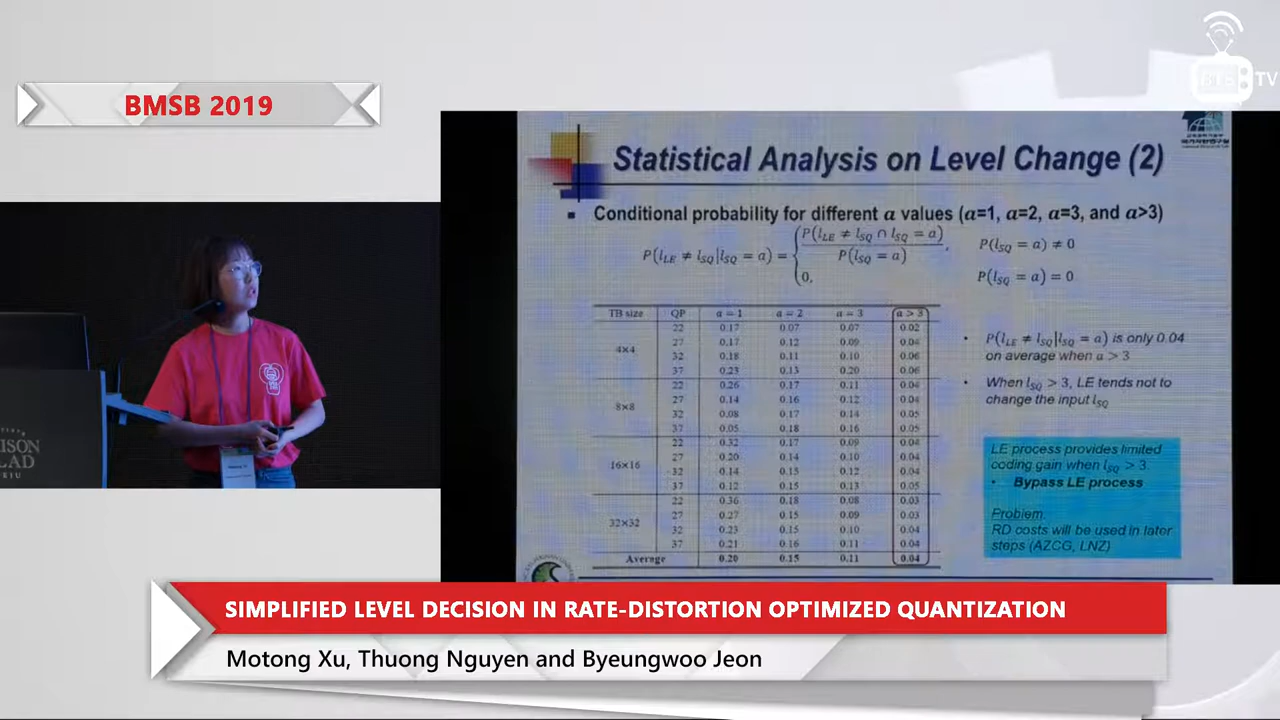 BTS TV
BMSB 2019
Statistical Analysis on Level Change (2)
▪ Conditional probability for different a values (a=1, a=2, a=3, and a>3)
P(l_LE ≠ l_SQ | l_SQ = a) = { P(l_LE ≠ l_SQ ∩ l_SQ = a) / P(l_SQ = a), P(l_SQ = a) ≠ 0
0, P(l_SQ = a) = 0
TB size QP a = 1 a = 2 a = 3 a > 3
4×4
22 0.17 0.07 0.07 0.02
27 0.17 0.12 0.09 0.04
32 0.18 0.11 0.10 0.06
37 0.23 0.13 0.20 0.06
8×8
22 0.26 0.17 0.11 0.04
27 0.14 0.16 0.12 0.04
32 0.08 0.17 0.14 0.05
37 0.05 0.18 0.16 0.05
16×16
22 0.32 0.17 0.09 0.04
27 0.20 0.14 0.10 0.04
32 0.14 0.15 0.12 0.04
37 0.12 0.15 0.13 0.05
32×32
22 0.36 0.18 0.08 0.03
27 0.27 0.15 0.09 0.03
32 0.23 0.15 0.10 0.04
37 0.21 0.16 0.11 0.04
Average 0.20 0.15 0.11 0.04
• P(l_LE ≠ l_SQ | l_SQ = a) is only 0.04
on average when a > 3
• When l_SQ > 3, LE tends not to
change the input l_SQ
LE process provides limited
coding gain when l_SQ > 3.
• Bypass LE process
Problem:
RD costs will be used in later
steps (AZCG, LNZ)
SIMPLIFIED LEVEL DECISION IN RATE-DISTORTION OPTIMIZED QUANTIZATION
Motong Xu, Thuong Nguyen and Byeungwoo Jeon